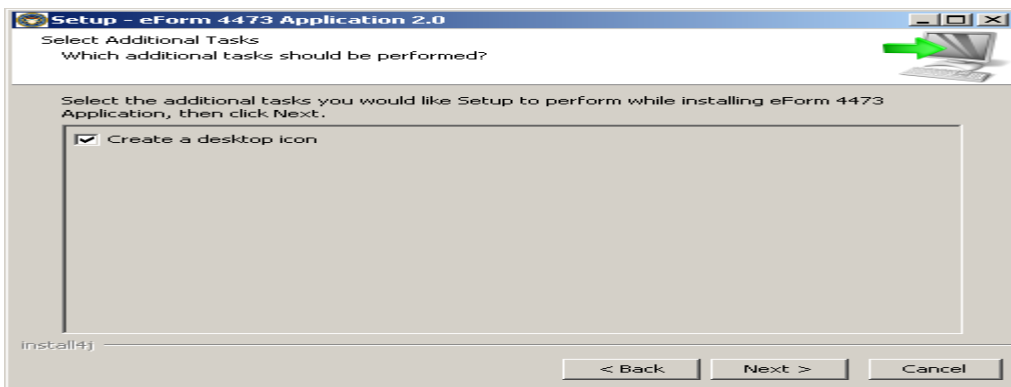 Setup - eForm 4473 Application 2.0
Select Additional Tasks
Which additional tasks should be performed?
Select the additional tasks you would like Setup to perform while installing eForm 4473
Application, then click Next.
Create a desktop icon
install4j
< Back Next > Cancel